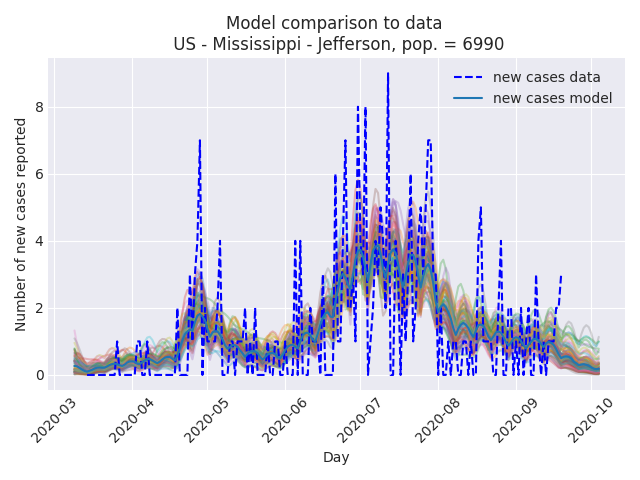 Model comparison to data
US - Mississippi - Jefferson, pop. = 6990
new cases data
new cases model
Number of new cases reported
8
6
4
2
0
2020-03
2020-04
2020-05
2020-06
2020-07
2020-08
2020-09
2020-10
Day